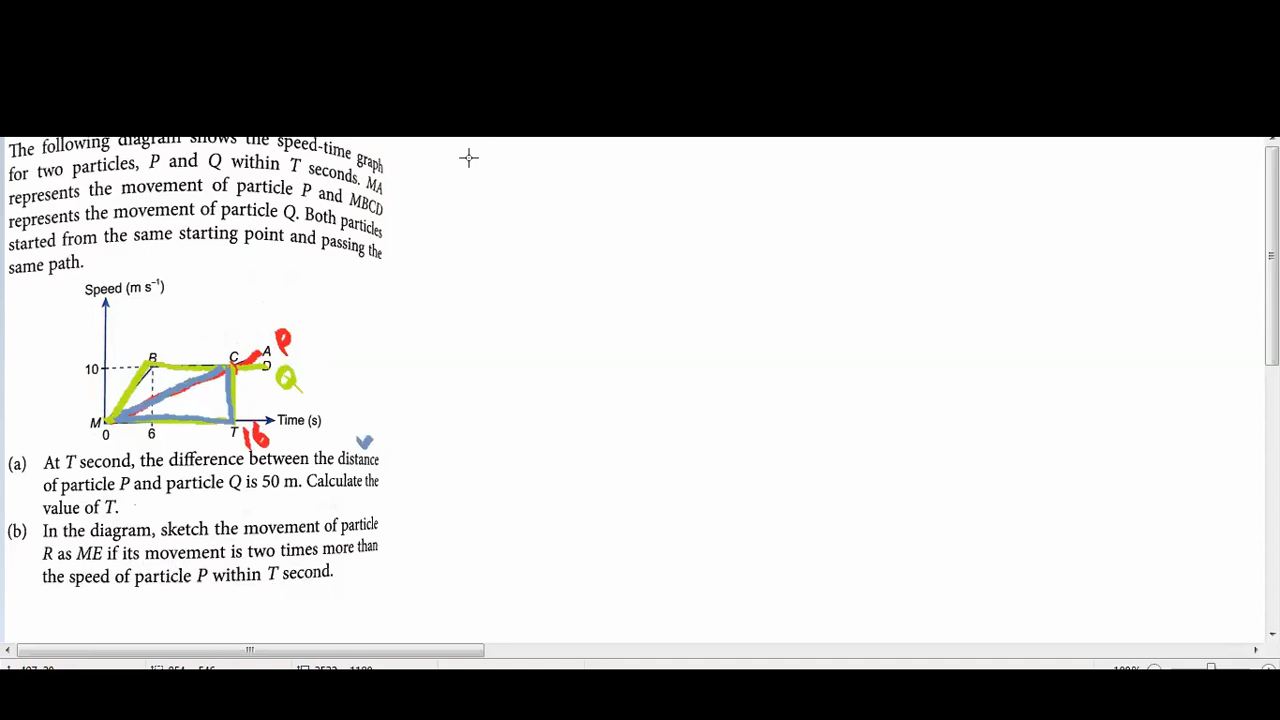 The following diagram shows the speed-time graph
for two particles, P and Q within T seconds. MA
represents the movement of particle P and MBCD
represents the movement of particle Q. Both particles
started from the same starting point and passing the
same path.
Speed (m s⁻¹)
P
B C A
10 D
Q
M Time (s)
0 6 T 16
(a) At T second, the difference between the distance
of particle P and particle Q is 50 m. Calculate the
value of T.
(b) In the diagram, sketch the movement of particle
R as ME if its movement is two times more than
the speed of particle P within T second.